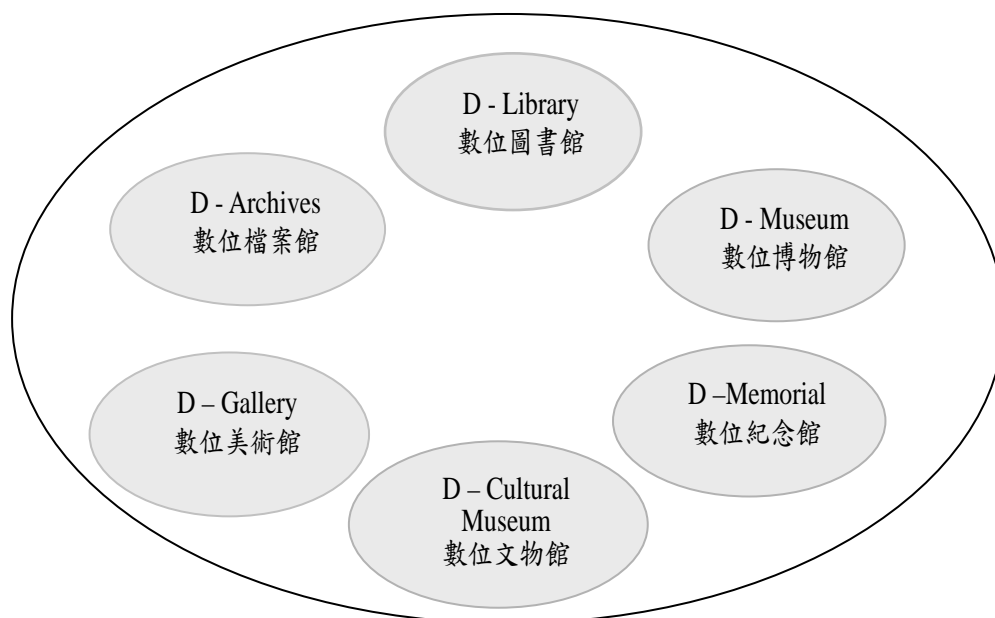 D - Library
數位圖書館
D - Archives
數位檔案館
D - Museum
數位博物館
D – Gallery
數位美術館
D –Memorial
數位紀念館
D – Cultural
Museum
數位文物館